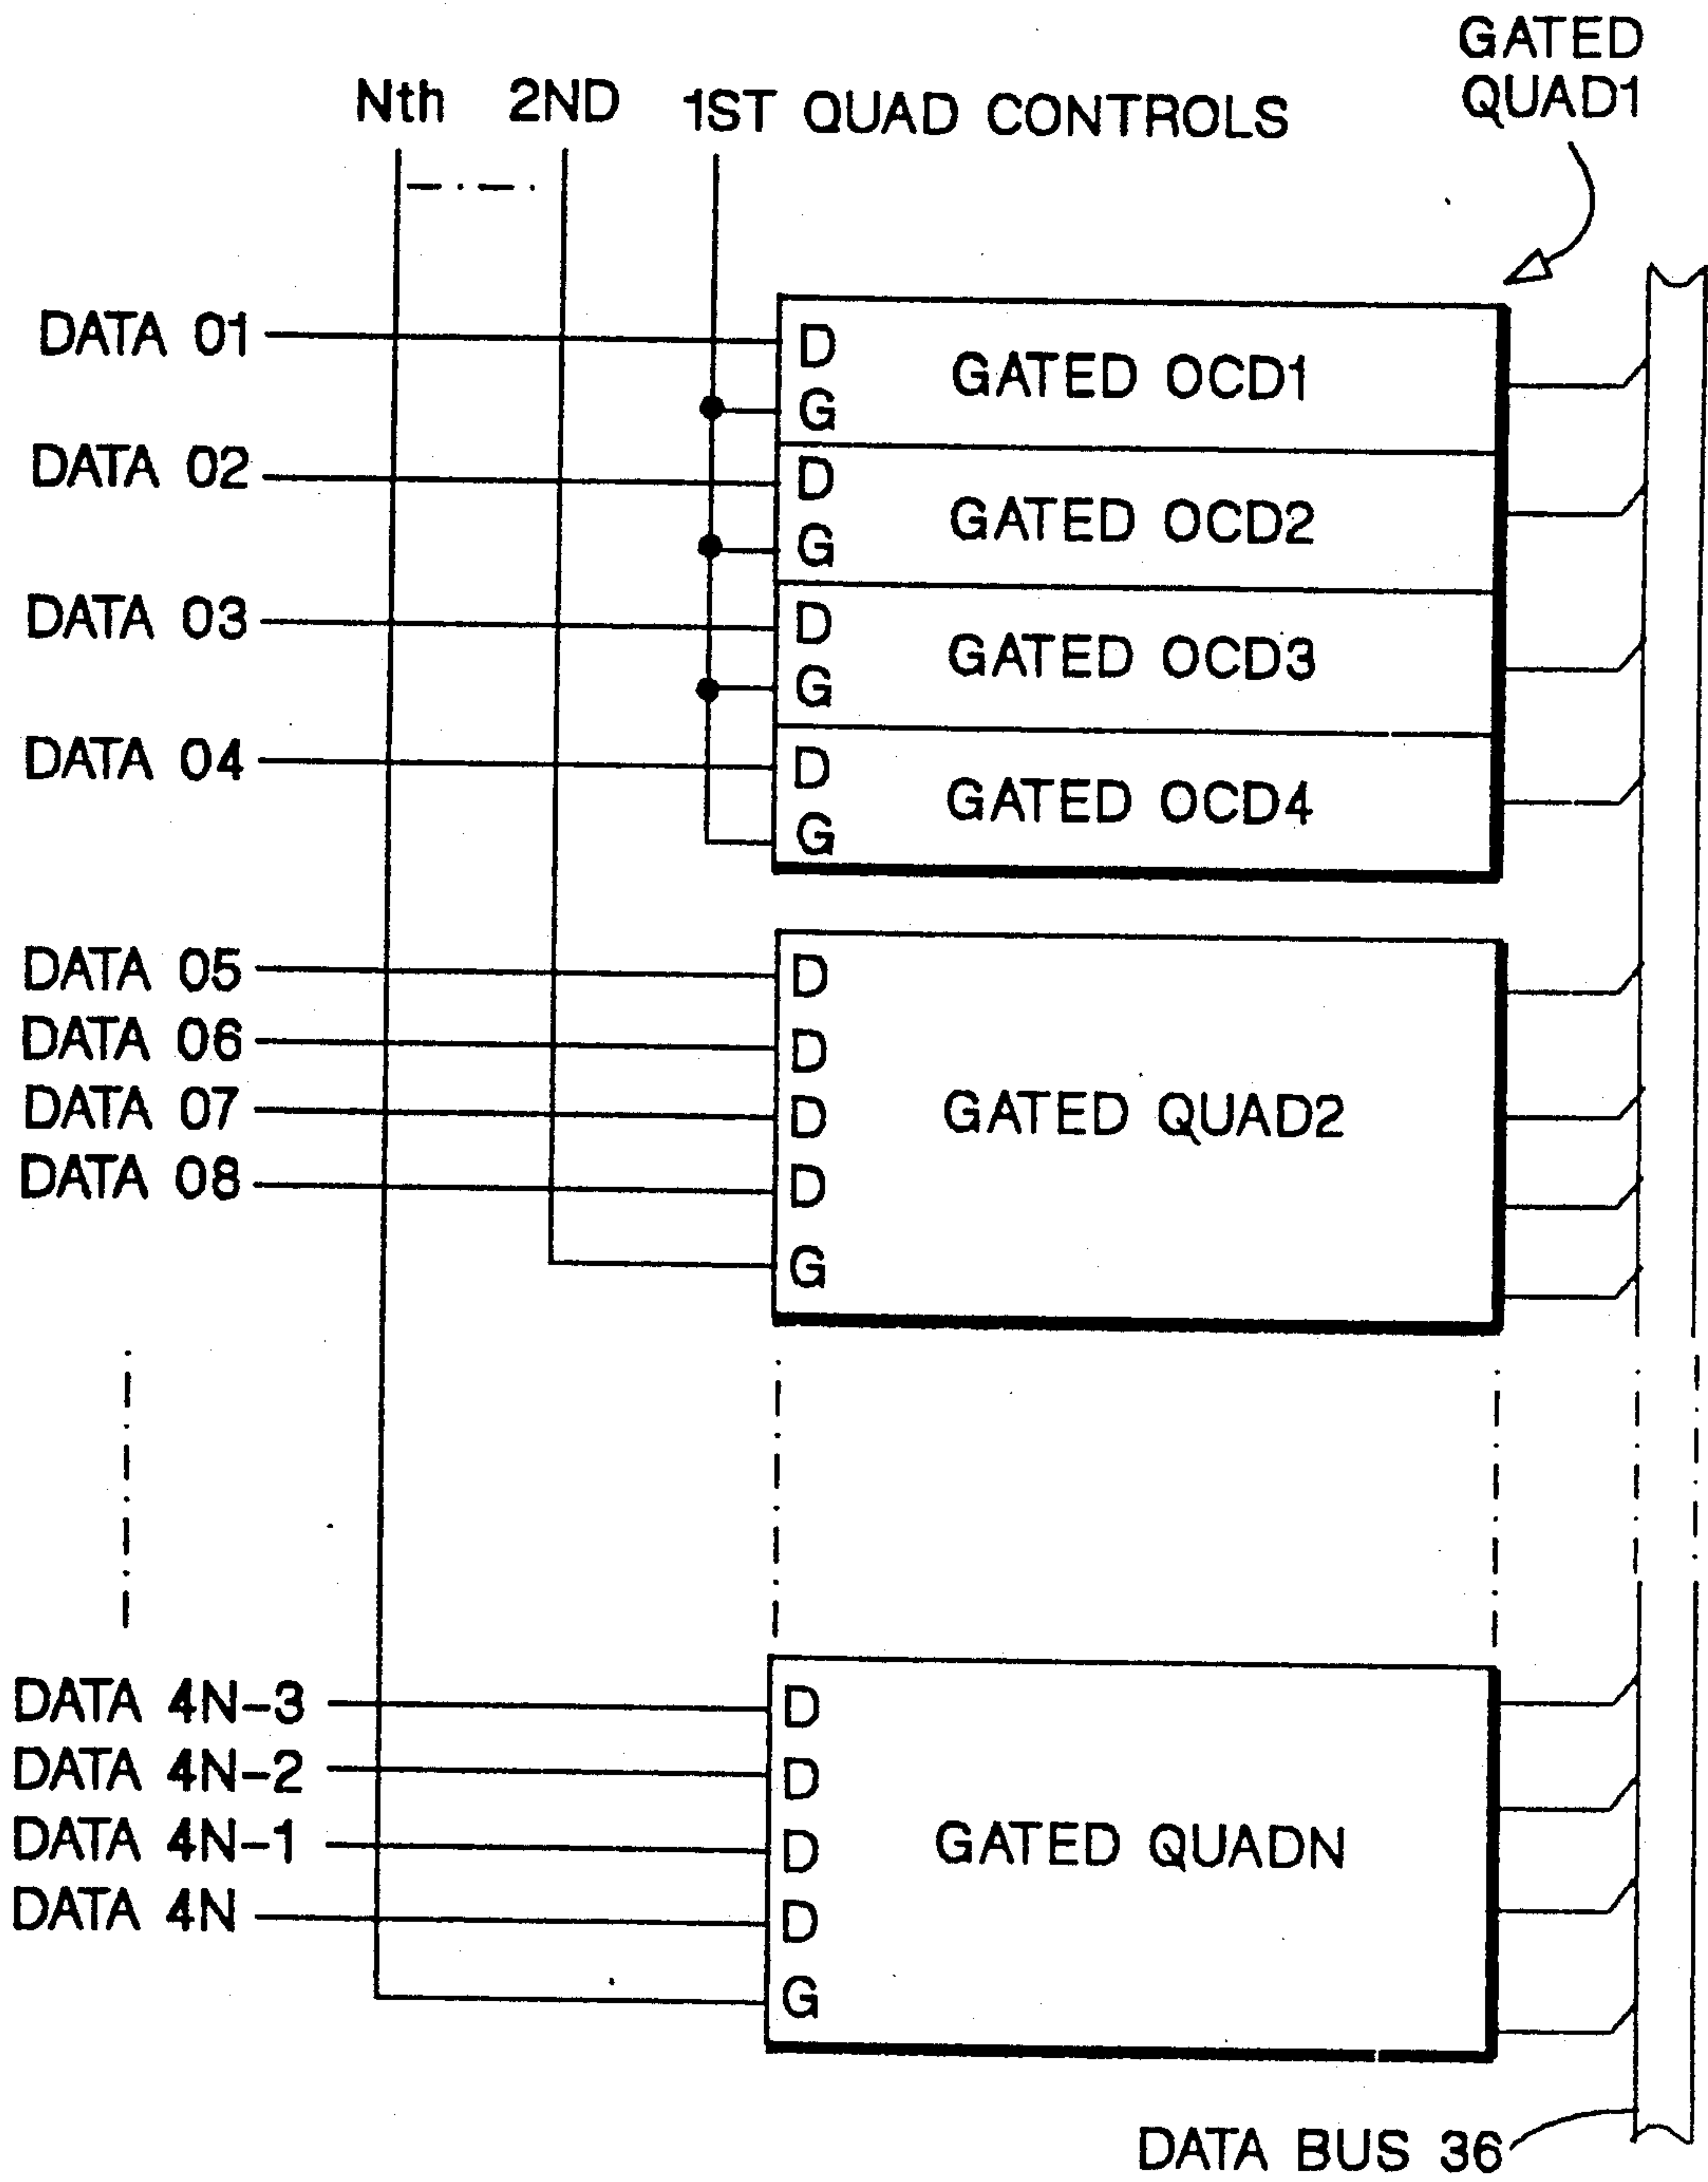 GATED
QUAD1
Nth 2ND 1ST QUAD CONTROLS
DATA 01 D GATED OCD1
G
DATA 02 D GATED OCD2
G
DATA 03 D GATED OCD3
G
DATA 04 D GATED OCD4
G
DATA 05 D
DATA 06 D
DATA 07 D GATED QUAD2
DATA 08 D
G
DATA 4N-3 D
DATA 4N-2 D
DATA 4N-1 D GATED QUADN
DATA 4N D
G
DATA BUS 36